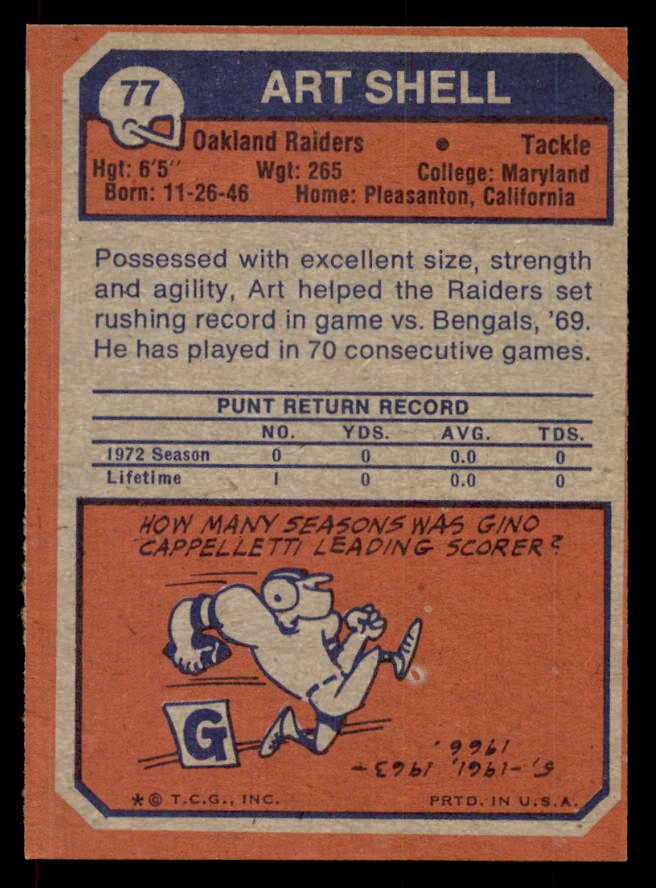 77
ART SHELL
Oakland Raiders • Tackle
Hgt: 6'5" Wgt: 265 College: Maryland
Born: 11-26-46 Home: Pleasanton, California
Possessed with excellent size, strength
and agility, Art helped the Raiders set
rushing record in game vs. Bengals, '69.
He has played in 70 consecutive games.
PUNT RETURN RECORD
NO. YDS. AVG. TDS.
1972 Season 0 0 0.0 0
Lifetime 1 0 0.0 0
HOW MANY SEASONS WAS GINO
CAPPELLETTI LEADING SCORER?
G
5, -1961, 1963-
1966.
* © T.C.G., INC. PRTD. IN U.S.A.